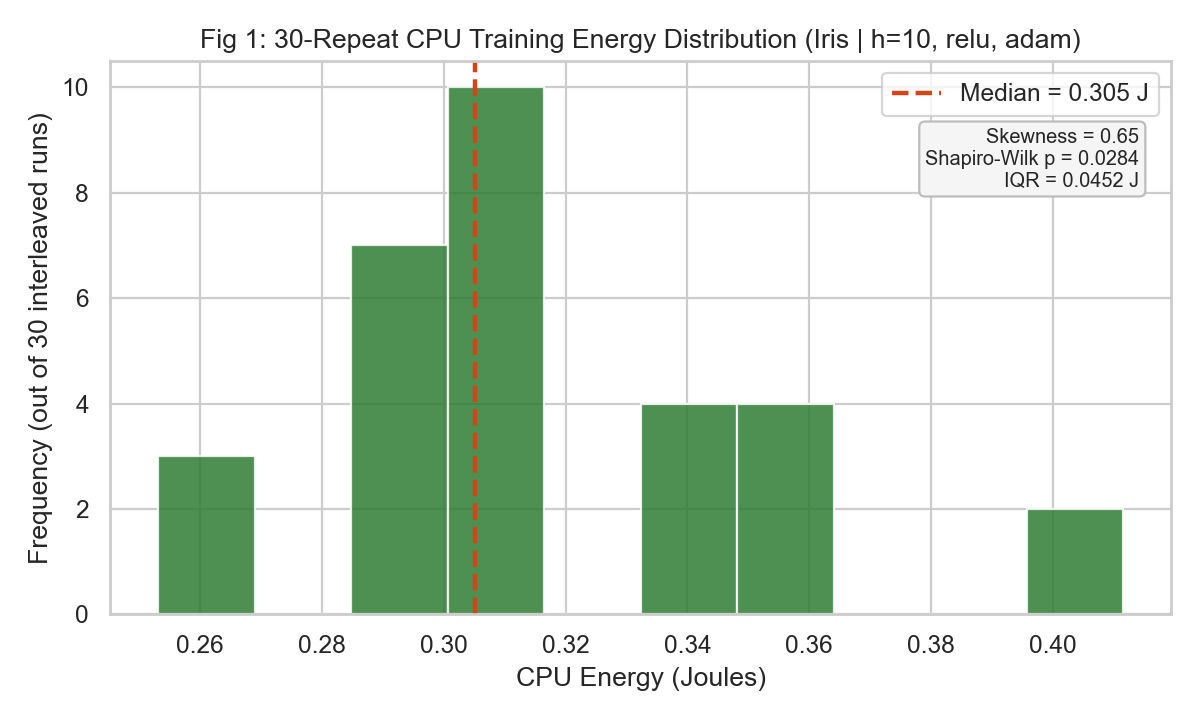 Fig 1: 30-Repeat CPU Training Energy Distribution (Iris | h=10, relu, adam)
Median = 0.305 J
Skewness = 0.65
Shapiro-Wilk p = 0.0284
IQR = 0.0452 J
Frequency (out of 30 interleaved runs)
10
8
6
4
2
0
0.26 0.28 0.30 0.32 0.34 0.36 0.38 0.40
CPU Energy (Joules)